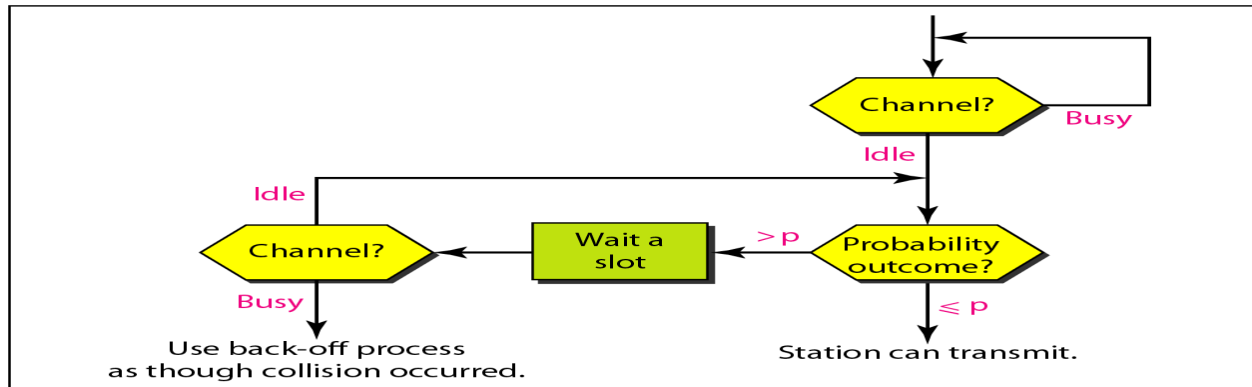 Channel?
Busy
Idle
Idle
Channel?
Wait a
slot
> p
Probability
outcome?
Busy
⩽ p
Use back-off process
as though collision occurred.
Station can transmit.